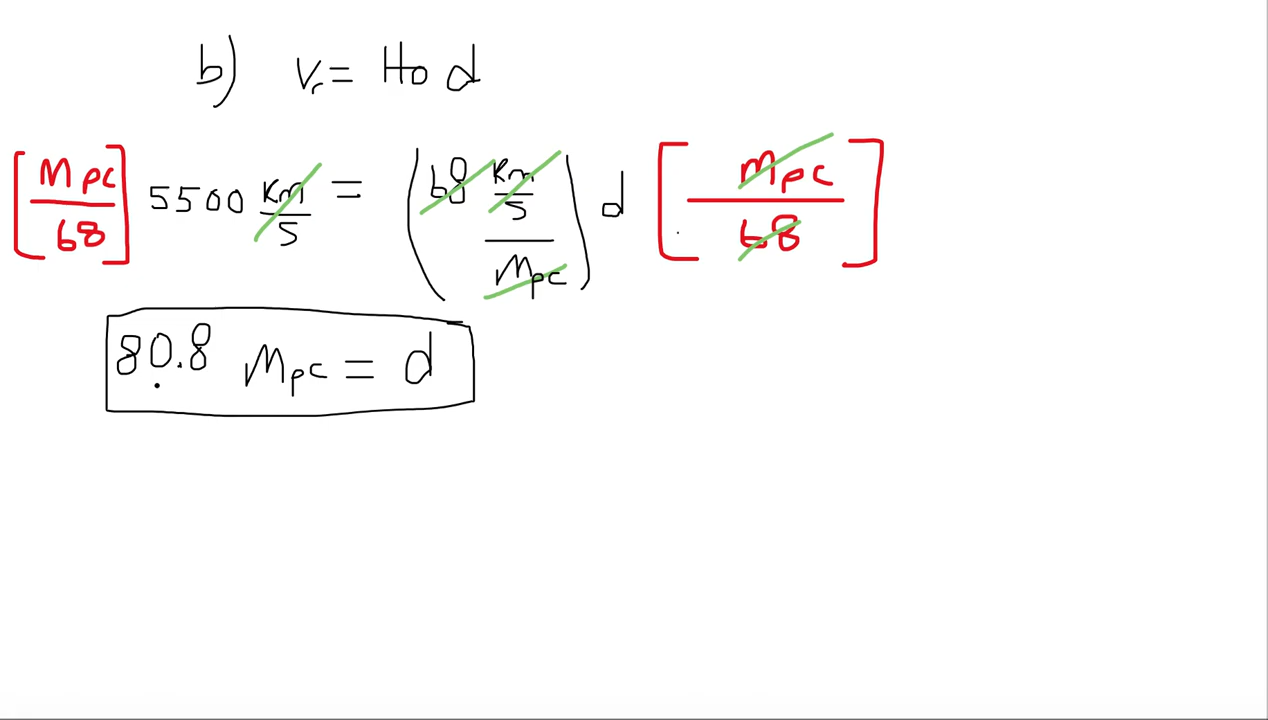 b) Vr = Ho d
[Mpc/68] 5500 Km/s = (68 Km/s / Mpc) d [Mpc/68]
80.8 Mpc = d